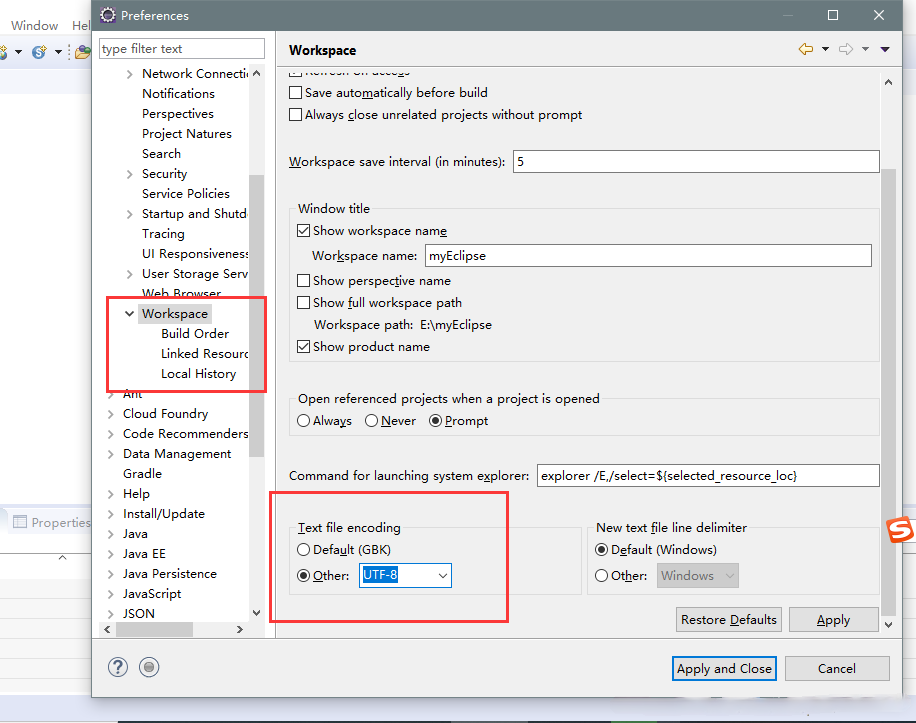 Preferences
Window Hel
type filter text
Workspace
Network Connecti
Notifications
Perspectives
Project Natures
Search
Security
Service Policies
Startup and Shutd
Tracing
UI Responsiveness
User Storage Serv
Web Browser
Workspace
Build Order
Linked Resourc
Local History
Ant
Cloud Foundry
Code Recommenders
Data Management
Gradle
Help
Install/Update
Java
Java EE
Java Persistence
JavaScript
JSON
Refresh on access
Save automatically before build
Always close unrelated projects without prompt
Workspace save interval (in minutes): 5
Window title
Show workspace name
Workspace name: myEclipse
Show perspective name
Show full workspace path
Workspace path: E:\myEclipse
Show product name
Open referenced projects when a project is opened
Always Never Prompt
Command for launching system explorer: explorer /E,/select=${selected_resource_loc}
Text file encoding
Default (GBK)
Other: UTF-8
New text file line delimiter
Default (Windows)
Other: Windows
Restore Defaults Apply
Apply and Close Cancel
Properties